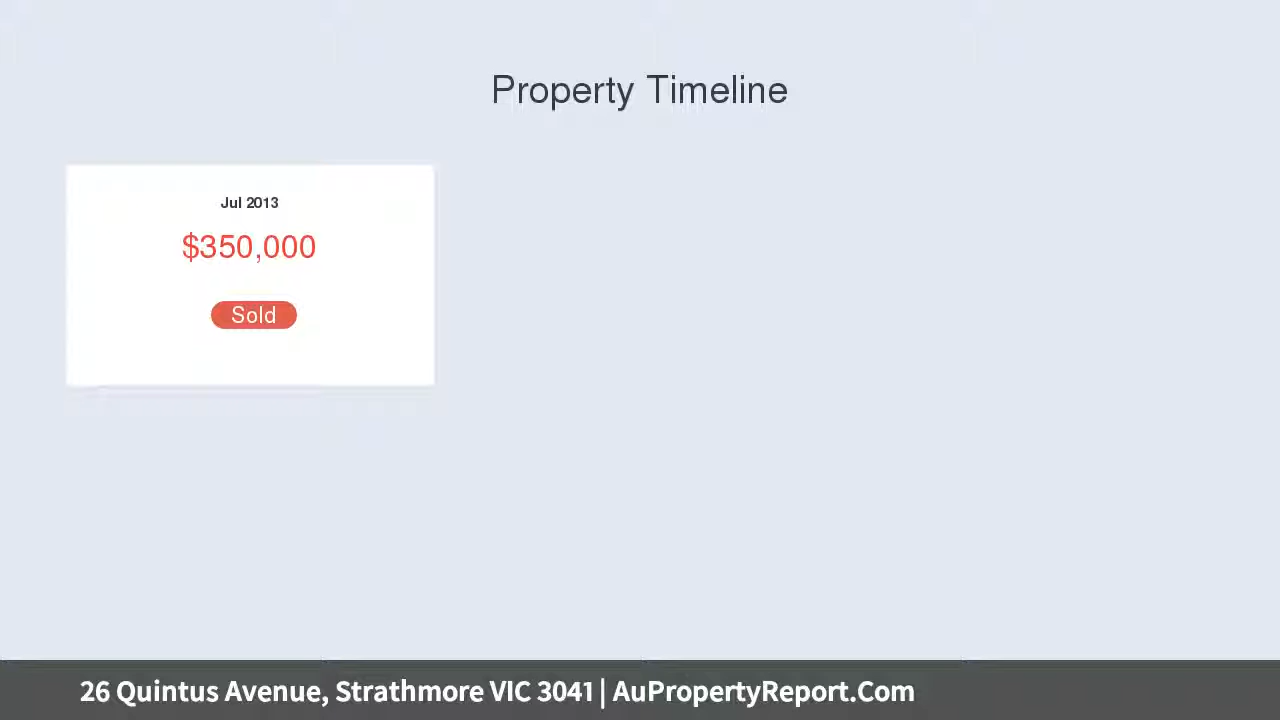 Property Timeline
Jul 2013
$350,000
Sold
26 Quintus Avenue, Strathmore VIC 3041 | AuPropertyReport.Com